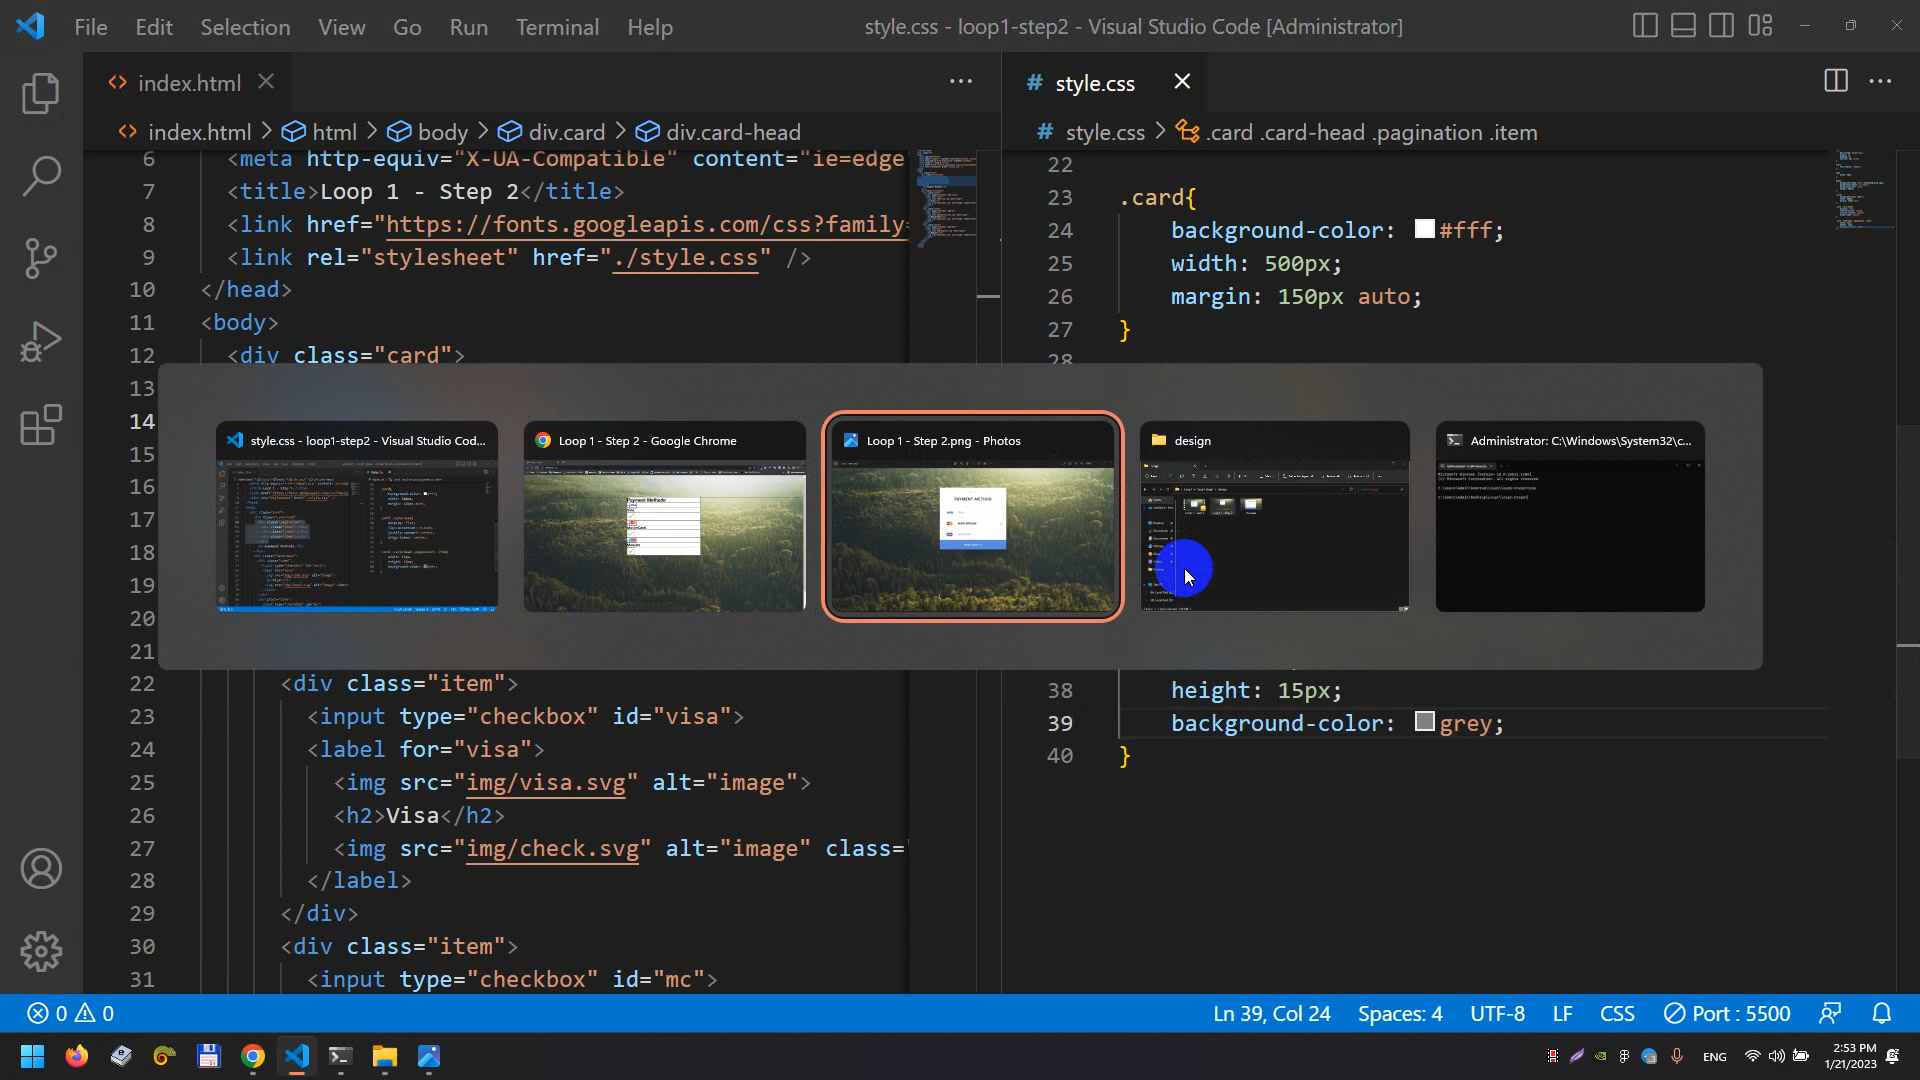 File Edit Selection View Go Run Terminal Help
style.css - loop1-step2 - Visual Studio Code [Administrator]
index.html
style.css
index.html > html > body > div.card > div.card-head
style.css > .card .card-head .pagination .item
6 <meta http-equiv="X-UA-Compatible" content="ie=edge
7 <title>Loop 1 - Step 2</title>
8 <link href="https://fonts.googleapis.com/css?family=
9 <link rel="stylesheet" href="./style.css" />
10 </head>
11 <body>
12 <div class="card">
13
14
15
16
17
18
19
20
21
22 <div class="item">
23 <input type="checkbox" id="visa">
24 <label for="visa">
25 <img src="img/visa.svg" alt="image">
26 <h2>Visa</h2>
27 <img src="img/check.svg" alt="image" class=
28 </label>
29 </div>
30 <div class="item">
31 <input type="checkbox" id="mc">
22
23 .card{
24 background-color: #fff;
25 width: 500px;
26 margin: 150px auto;
27 }
28
38 height: 15px;
39 background-color: grey;
40 }
style.css - loop1-step2 - Visual Studio Cod...
Loop 1 - Step 2 - Google Chrome
Loop 1 - Step 2.png - Photos
design
Administrator: C:\Windows\System32\c...
Payment Methode
PAYMENT METHOD
0 0
Ln 39, Col 24 Spaces: 4 UTF-8 LF CSS Port : 5500
ENG
2:53 PM
1/21/2023